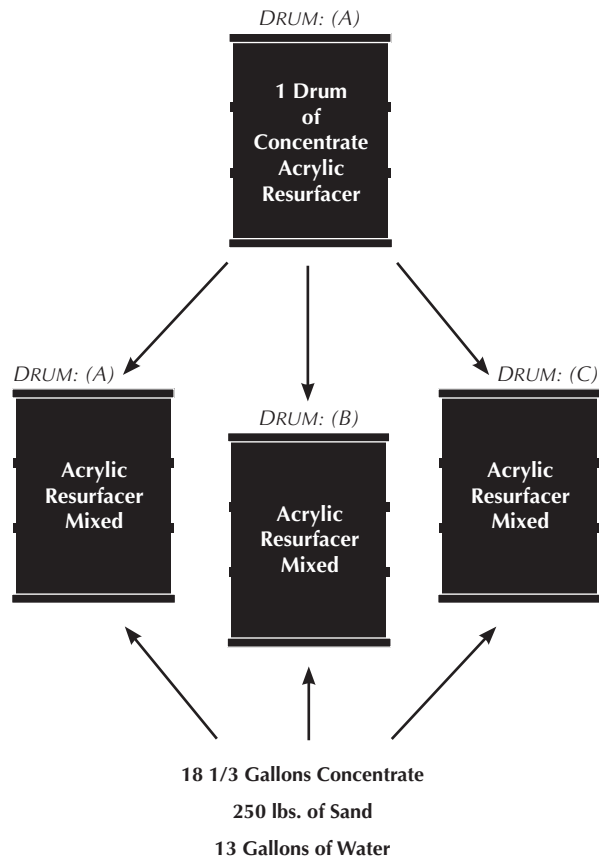 DRUM: (A)
1 Drum
of
Concentrate
Acrylic
Resurfacer
DRUM: (A)
Acrylic
Resurfacer
Mixed
DRUM: (B)
Acrylic
Resurfacer
Mixed
DRUM: (C)
Acrylic
Resurfacer
Mixed
18 1/3 Gallons Concentrate
250 lbs. of Sand
13 Gallons of Water